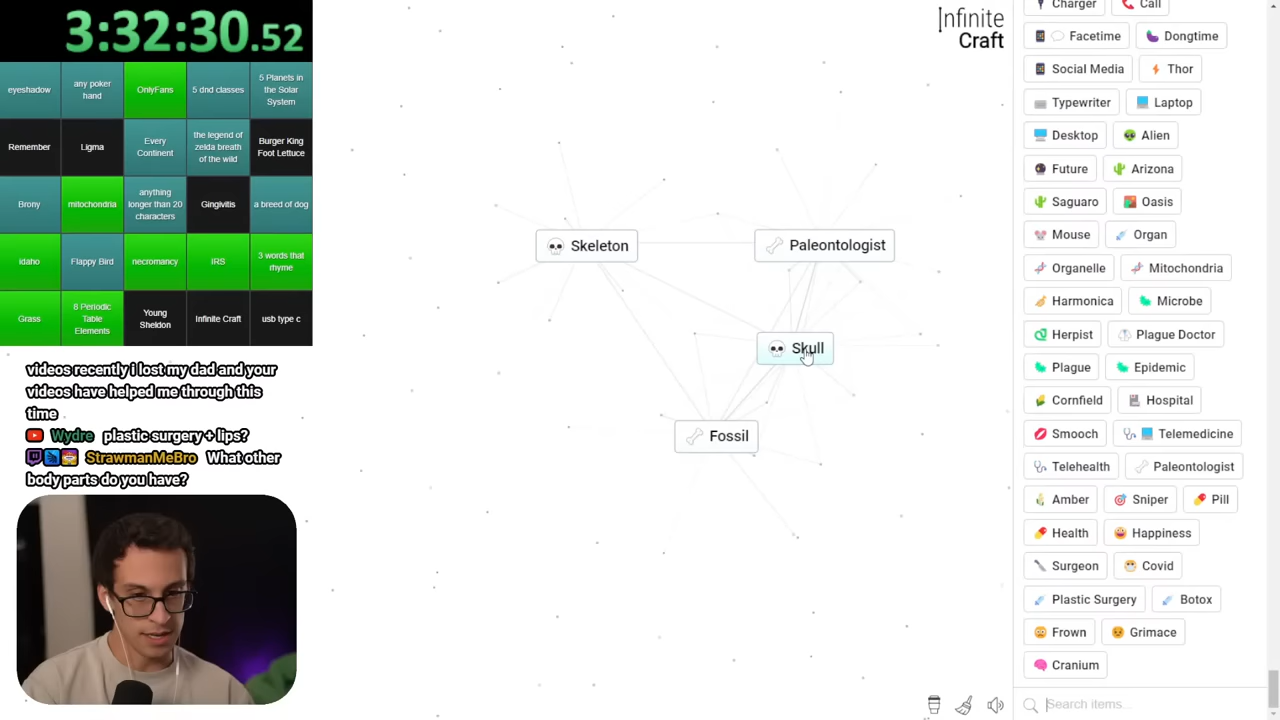 3:32:30.52
eyeshadow
any poker
hand
OnlyFans
5 dnd classes
5 Planets in
the Solar
System
Remember
Ligma
Every
Continent
the legend of
zelda breath
of the wild
Burger King
Foot Lettuce
Brony
mitochondria
anything
longer than 20
characters
Gingivitis
a breed of dog
idaho
Flappy Bird
necromancy
IRS
3 words that
rhyme
Grass
8 Periodic
Table
Elements
Young
Sheldon
Infinite Craft
usb type c
videos recently i lost my dad and your
videos have helped me through this
time
Wydre plastic surgery + lips?
StrawmanMeBro What other
body parts do you have?
Infinite
Craft
Skeleton
Paleontologist
Skull
Fossil
Charger Call
Facetime Dongtime
Social Media Thor
Typewriter Laptop
Desktop Alien
Future Arizona
Saguaro Oasis
Mouse Organ
Organelle Mitochondria
Harmonica Microbe
Herpist Plague Doctor
Plague Epidemic
Cornfield Hospital
Smooch Telemedicine
Telehealth Paleontologist
Amber Sniper Pill
Health Happiness
Surgeon Covid
Plastic Surgery Botox
Frown Grimace
Cranium
Search items...